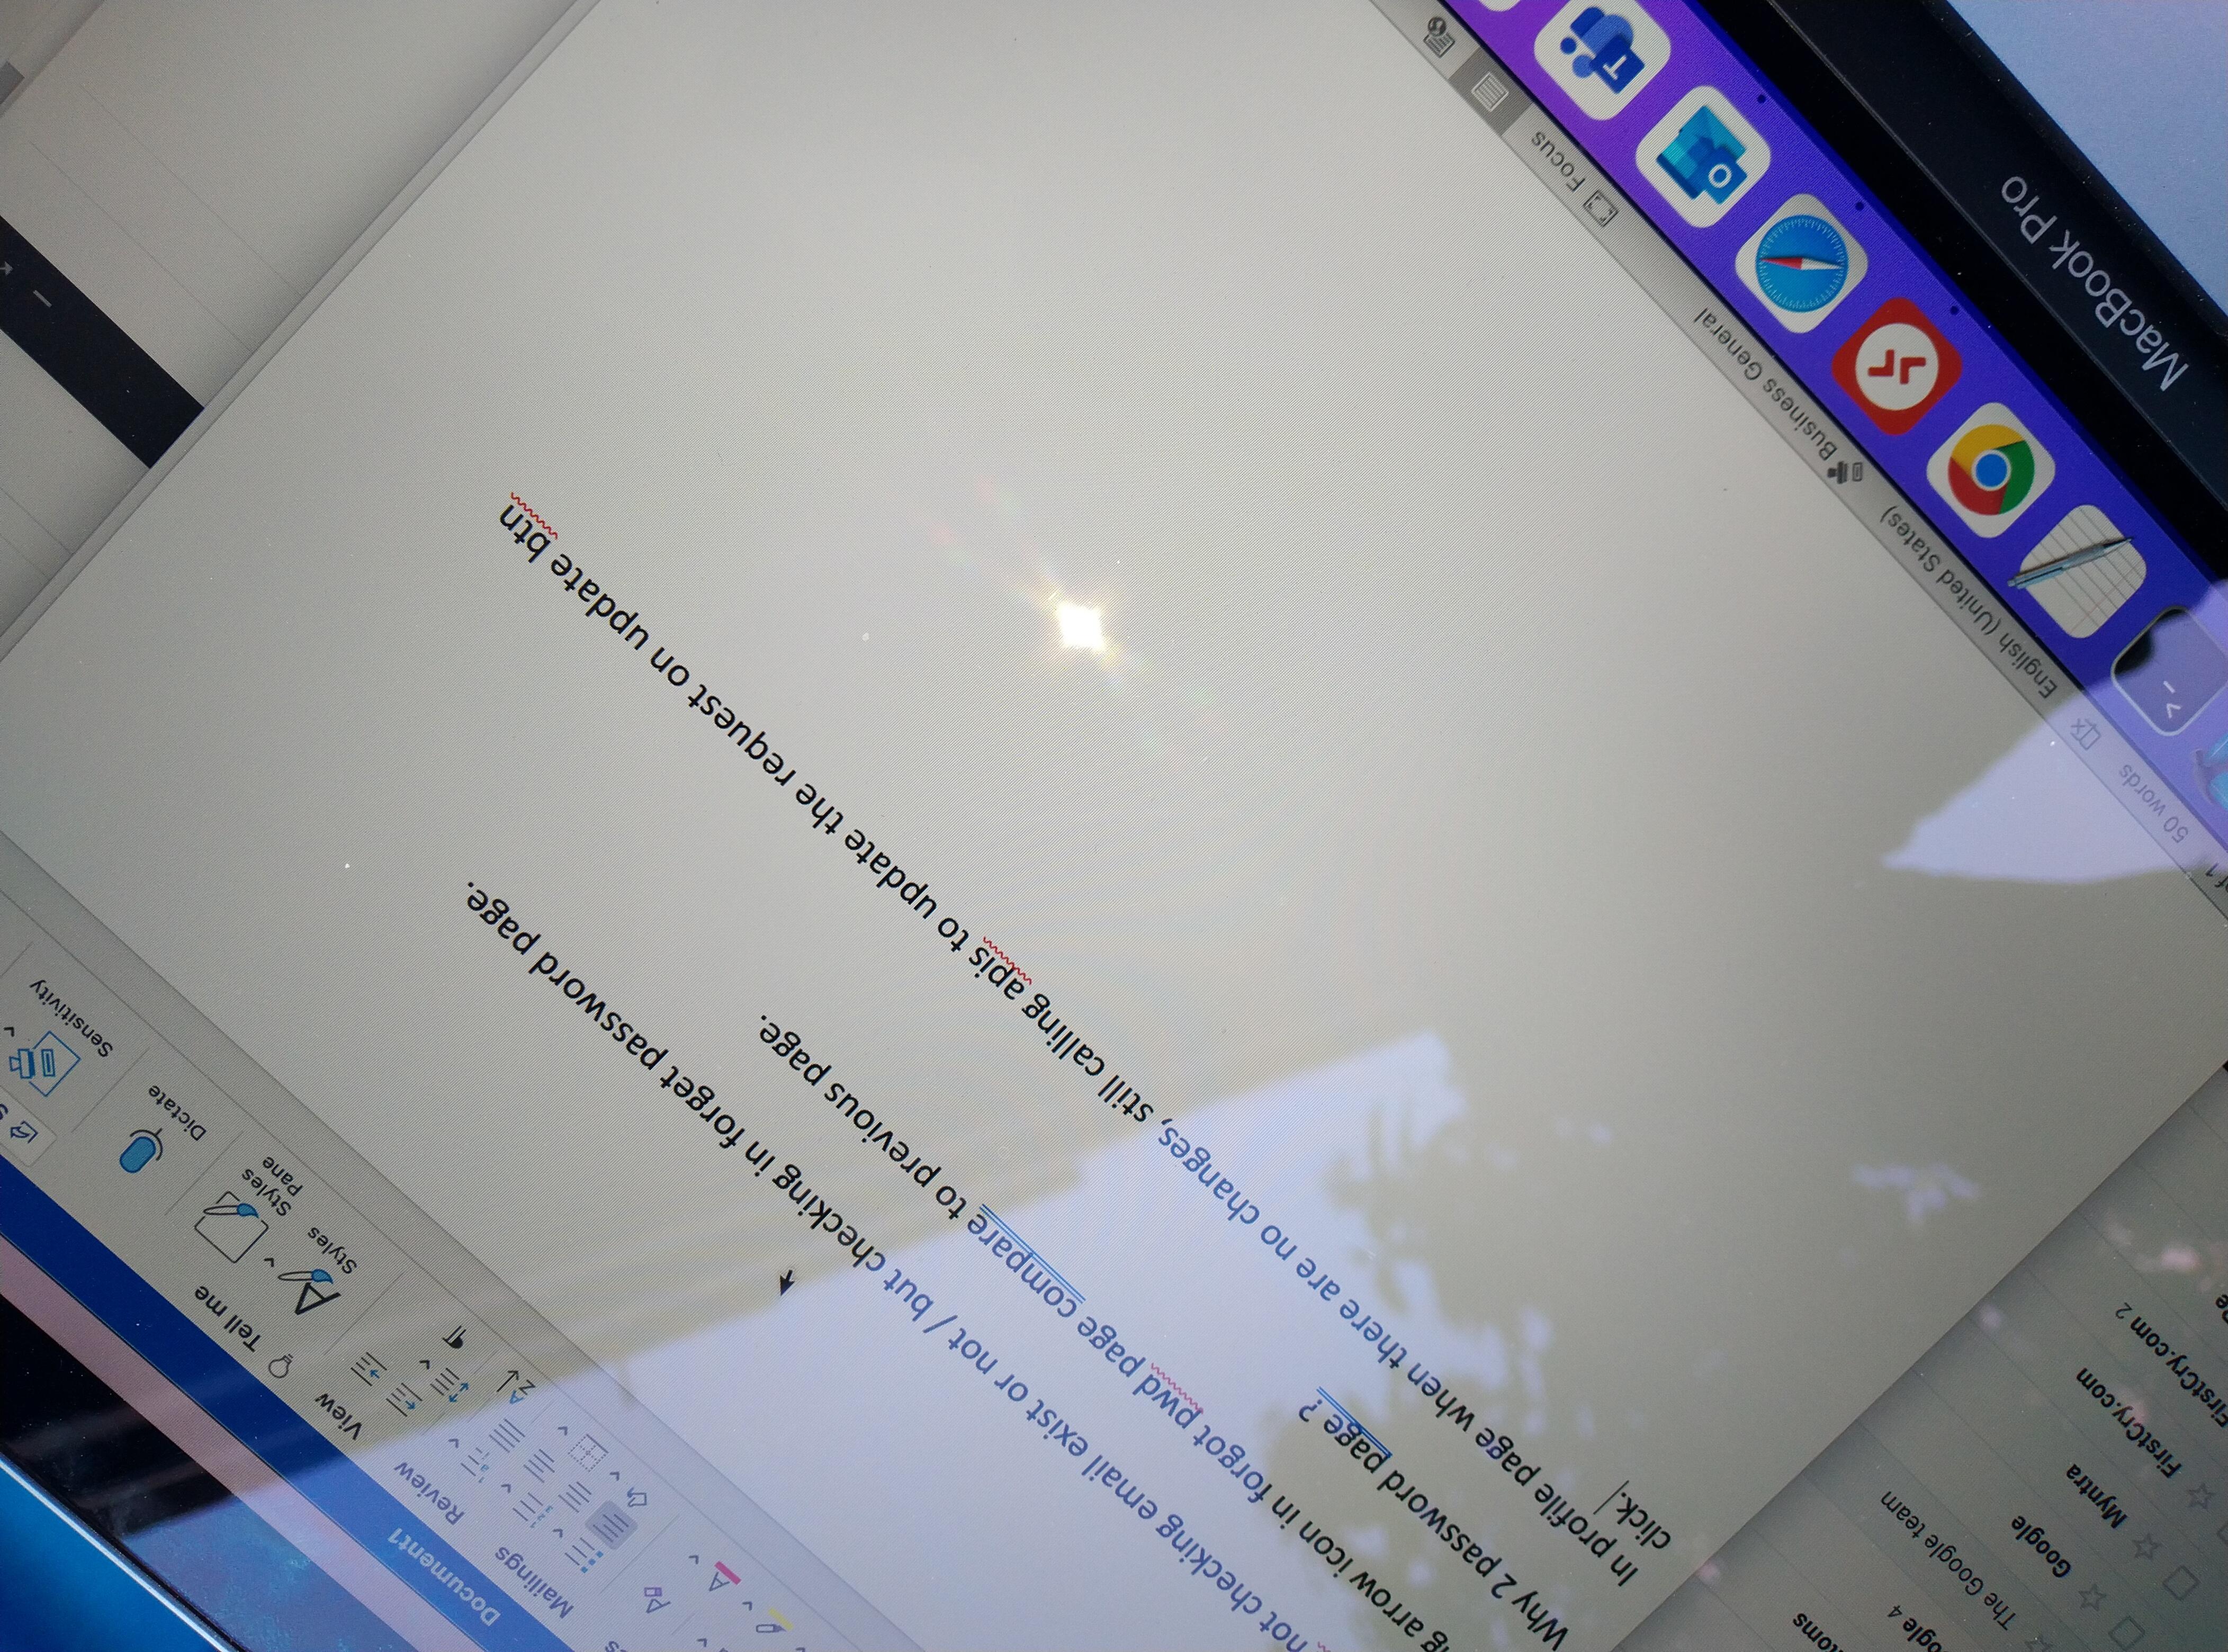 Document1
Mailings
Review
View
Tell me
Styles
Styles
Pane
Dictate
Sensitivity
not checking email exist or not / but checking in forget password page.
arrow icon in forgot pwd page compare to previous page.
Why 2 password page ?
In profile page when there are no changes, still calling apis to update the request on update btn
click.
50 words
English (United States)
Business General
Focus
4
The Google team
Google
Myntra
FirstCry.com
FirstCry.com 2
MacBook Pro